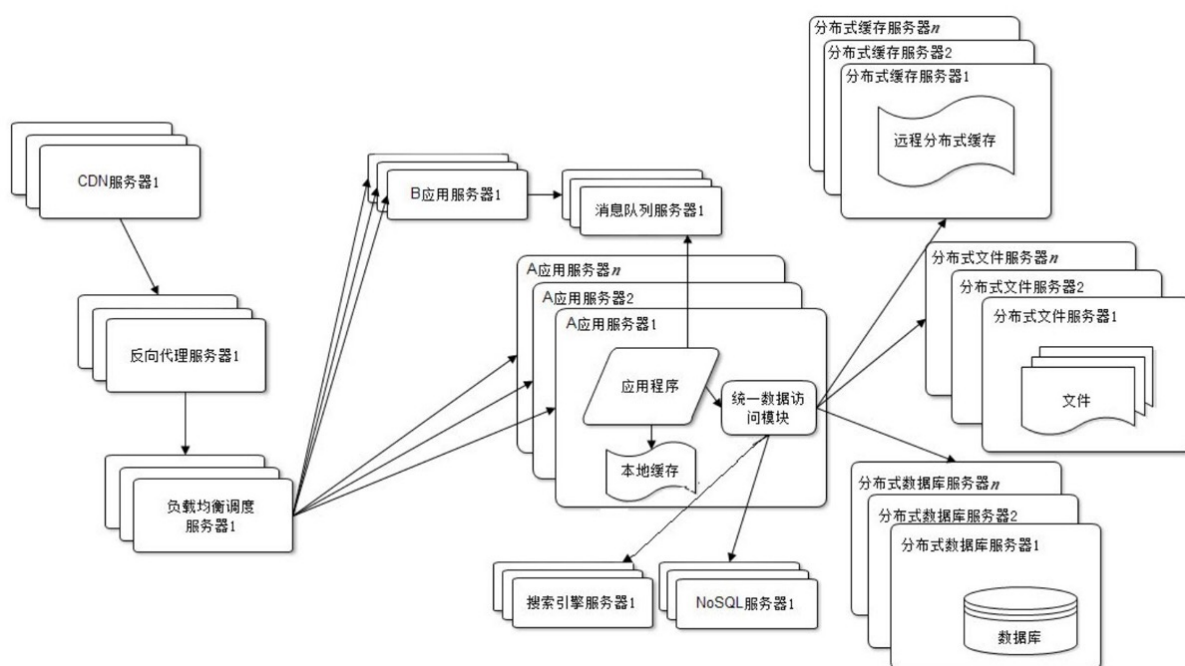 分布式缓存服务器n
分布式缓存服务器2
分布式缓存服务器1
远程分布式缓存
CDN服务器1
B应用服务器1
消息队列服务器1
A应用服务器n
A应用服务器2
A应用服务器1
应用程序
统一数据访
问模块
本地缓存
分布式文件服务器n
分布式文件服务器2
分布式文件服务器1
文件
反向代理服务器1
负载均衡调度
服务器1
分布式数据库服务器n
分布式数据库服务器2
分布式数据库服务器1
数据库
搜索引擎服务器1
NoSQL服务器1